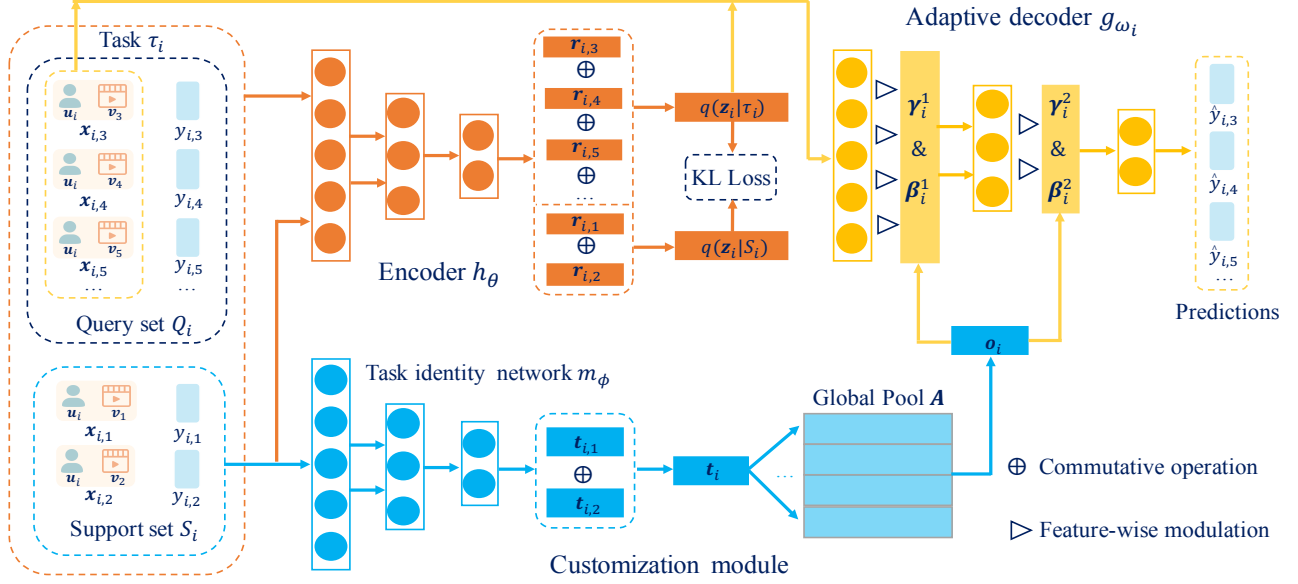 Task τᵢ
uᵢ v₃
xᵢ,₃
yᵢ,₃
uᵢ v₄
xᵢ,₄
yᵢ,₄
uᵢ v₅
xᵢ,₅
yᵢ,₅
...
...
Query set Qᵢ
uᵢ v₁
xᵢ,₁
yᵢ,₁
uᵢ v₂
xᵢ,₂
yᵢ,₂
Support set Sᵢ
Encoder h_θ
rᵢ,₃
⊕
rᵢ,₄
⊕
rᵢ,₅
⊕
...
rᵢ,₁
⊕
rᵢ,₂
q(zᵢ|τᵢ)
KL Loss
q(zᵢ|Sᵢ)
Adaptive decoder g_ωᵢ
γᵢ¹
&
βᵢ¹
γᵢ²
&
βᵢ²
ŷᵢ,₃
ŷᵢ,₄
ŷᵢ,₅
...
Predictions
Task identity network m_ϕ
tᵢ,₁
⊕
tᵢ,₂
tᵢ
...
Global Pool A
oᵢ
Customization module
⊕ Commutative operation
▷ Feature-wise modulation